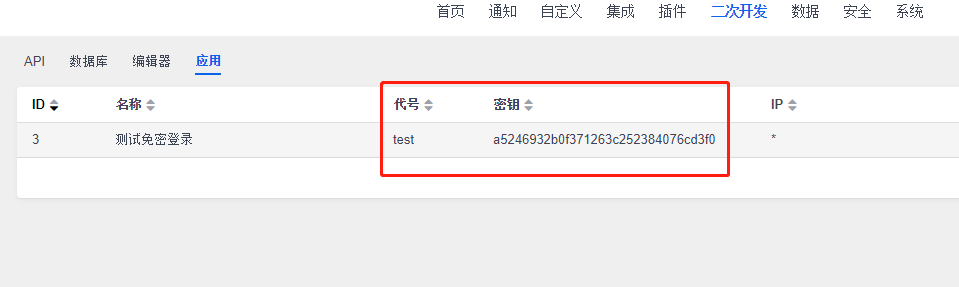 首页 通知 自定义 集成 插件 二次开发 数据 安全 系统
API 数据库 编辑器 应用
ID 名称 代号 密钥 IP
3 测试免密登录 test a5246932b0f371263c252384076cd3f0 *